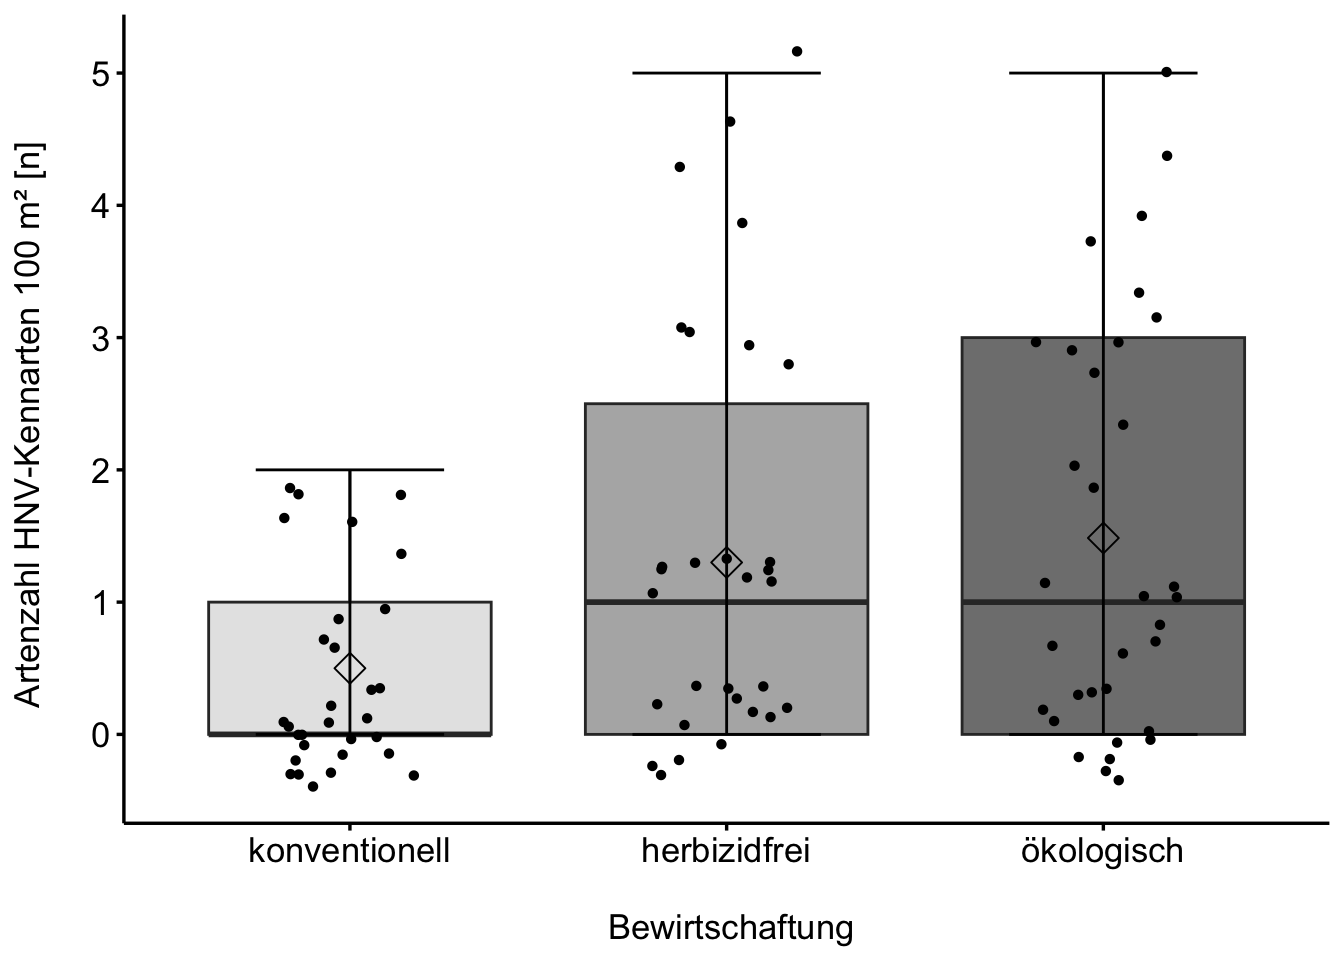 Artenzahl HNV-Kennarten 100 m² [n]
5
4
3
2
1
0
konventionell herbizidfrei ökologisch
Bewirtschaftung